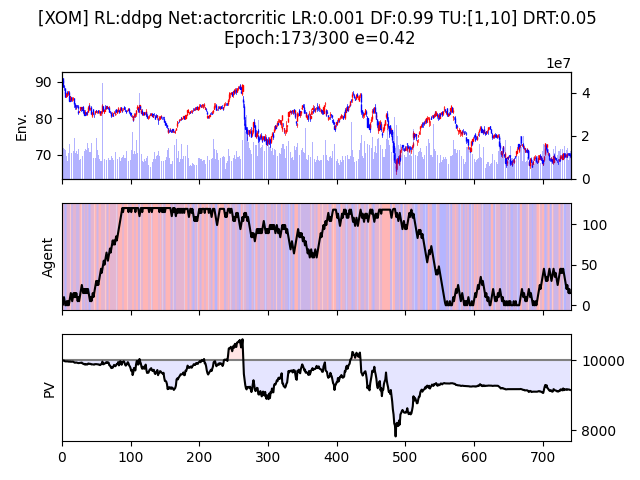 [XOM] RL:ddpg Net:actorcritic LR:0.001 DF:0.99 TU:[1,10] DRT:0.05
Epoch:173/300 e=0.42
1e7
90
80
70
Env.
4
2
0
Agent
100
50
0
PV
10000
8000
0 100 200 300 400 500 600 700